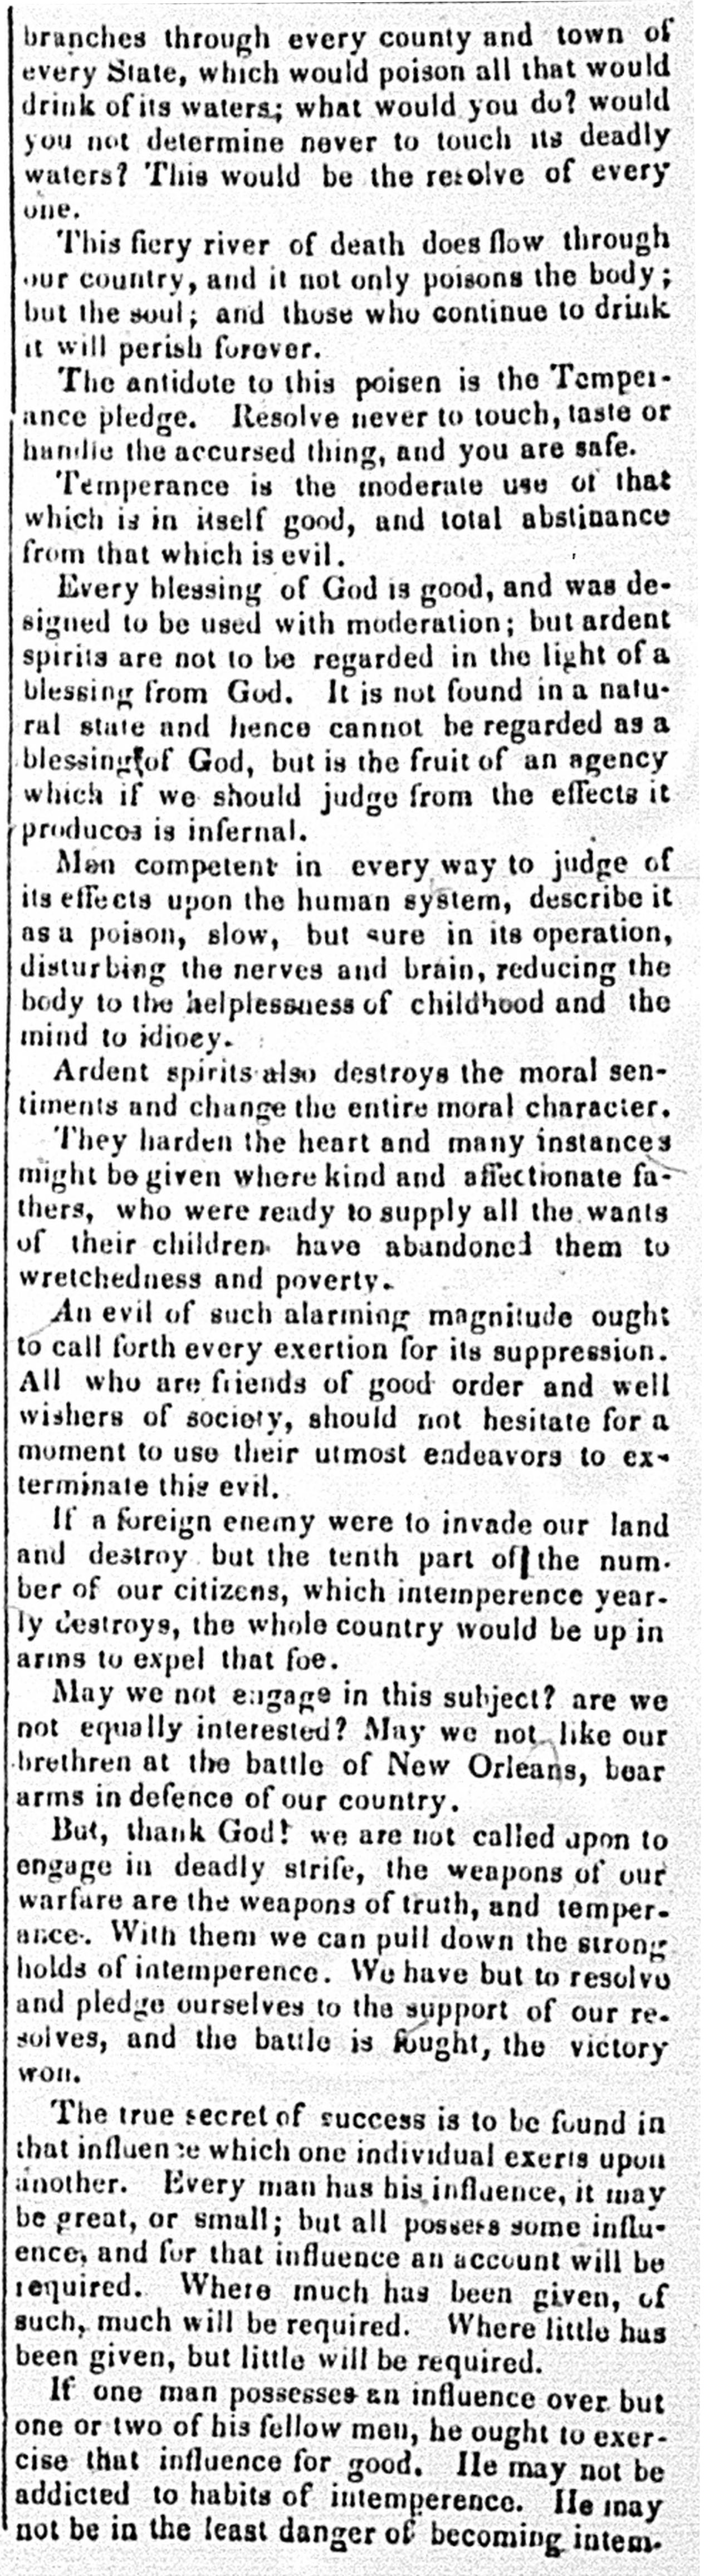 branches through every county and town of
every State, which would poison all that would
drink of its waters; what would you do? would
you not determine never to touch its deadly
waters? This would be the resolve of every
one.
This fiery river of death does flow through
our country, and it not only poisons the body;
but the soul; and those who continue to drink
it will perish forever.
The antidote to this poisen is the Temper-
ance pledge. Resolve never to touch, taste or
handle the accursed thing, and you are safe.
Temperance is the moderate use of that
which is in itself good, and total abstinance
from that which is evil.
Every blessing of God is good, and was de-
signed to be used with moderation; but ardent
spirits are not to be regarded in the light of a
blessing from God. It is not found in a natu-
ral state and hence cannot be regarded as a
blessing of God, but is the fruit of an agency
which if we should judge from the effects it
produces is infernal.
Men competent in every way to judge of
its effects upon the human system, describe it
as a poison, slow, but sure in its operation,
disturbing the nerves and brain, reducing the
body to the helplessness of childhood and the
mind to idiocy.
Ardent spirits also destroys the moral sen-
timents and change the entire moral character.
They harden the heart and many instances
might be given where kind and affectionate fa-
thers, who were ready to supply all the wants
of their children have abandoned them to
wretchedness and poverty.
An evil of such alarming magnitude ought
to call forth every exertion for its suppression.
All who are friends of good order and well
wishers of society, should not hesitate for a
moment to use their utmost endeavors to ex-
terminate this evil.
If a foreign enemy were to invade our land
and destroy but the tenth part of the num-
ber of our citizens, which intemperence year-
ly destroys, the whole country would be up in
arms to expel that foe.
May we not engage in this subject? are we
not equally interested? May we not like our
brethren at the battle of New Orleans, bear
arms in defence of our country.
But, thank God! we are not called upon to
engage in deadly strife, the weapons of our
warfare are the weapons of truth, and temper-
ance. With them we can pull down the strong
holds of intemperence. We have but to resolve
and pledge ourselves to the support of our re-
solves, and the battle is fought, the victory
won.
The true secret of success is to be found in
that influence which one individual exerts upon
another. Every man has his influence, it may
be great, or small; but all possess some influ-
ence, and for that influence an account will be
required. Where much has been given, of
such, much will be required. Where little has
been given, but little will be required.
If one man possesses an influence over but
one or two of his fellow men, he ought to exer-
cise that influence for good. He may not be
addicted to habits of intemperence. He may
not be in the least danger of becoming intem-